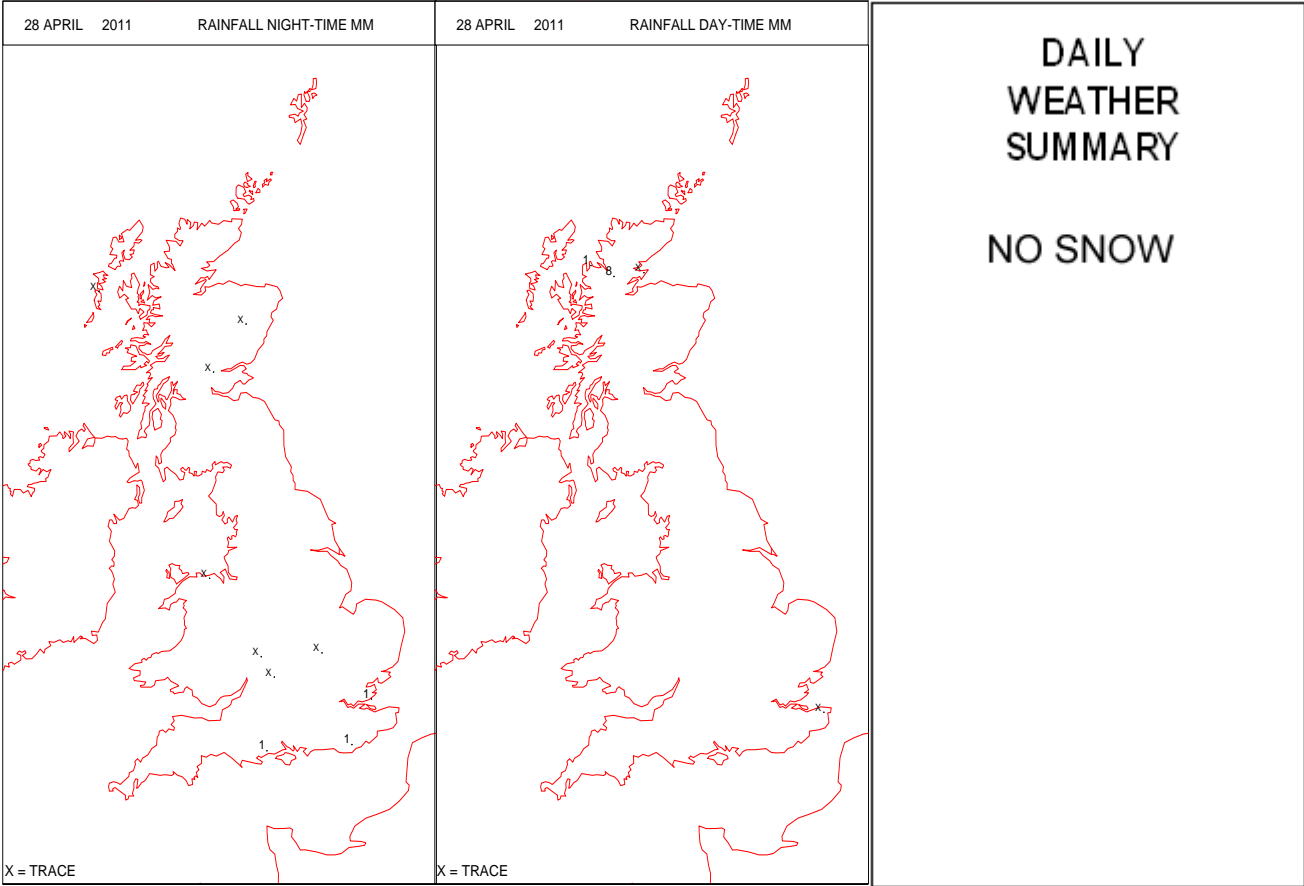 28 APRIL 2011 RAINFALL NIGHT-TIME MM
X
X.
X.
X.
X.
X.
X.
1.
1.
1.
X = TRACE
28 APRIL 2011 RAINFALL DAY-TIME MM
1.
8.
X
X.
X = TRACE
DAILY
WEATHER
SUMMARY
NO SNOW